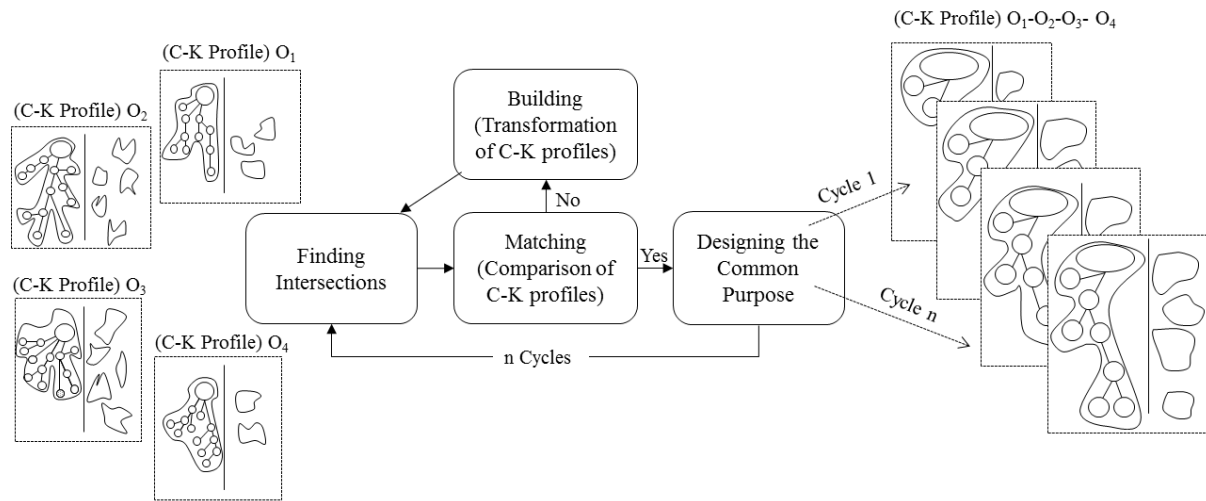 (C-K Profile) O₁-O₂-O₃- O₄
(C-K Profile) O₁
(C-K Profile) O₂
Building
(Transformation
of C-K profiles)
Cycle 1
No
Finding
Intersections
Matching
(Comparison of
C-K profiles)
Yes
Designing the
Common
Purpose
(C-K Profile) O₃
(C-K Profile) O₄
Cycle n
n Cycles